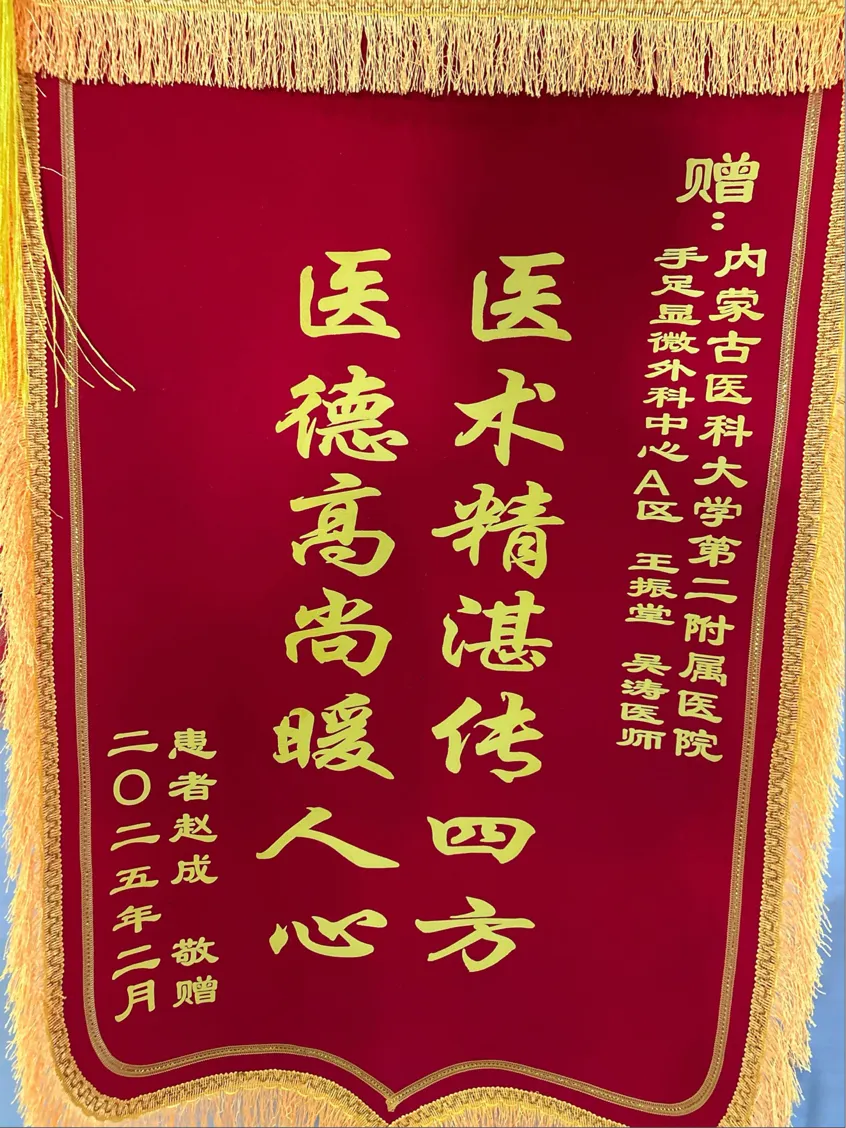 赠：
内蒙古医科大学第二附属医院
手足显微外科中心A区 王振堂 吴涛医师
医术精湛传四方
医德高尚暖人心
患者赵成 敬赠
二〇二五年二月